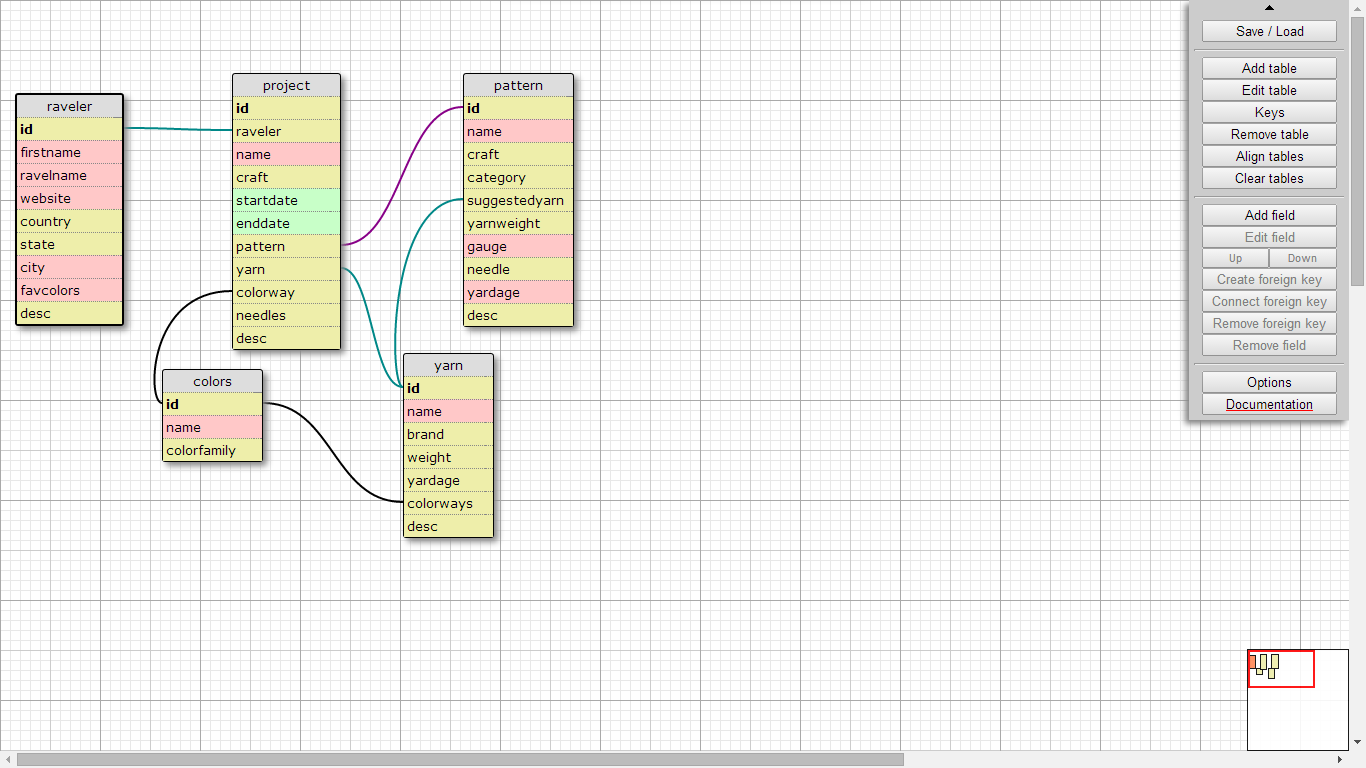 raveler
id
firstname
ravelname
website
country
state
city
favcolors
desc
project
id
raveler
name
craft
startdate
enddate
pattern
yarn
colorway
needles
desc
pattern
id
name
craft
category
suggestedyarn
yarnweight
gauge
needle
yardage
desc
colors
id
name
colorfamily
yarn
id
name
brand
weight
yardage
colorways
desc
Save / Load
Add table
Edit table
Keys
Remove table
Align tables
Clear tables
Add field
Edit field
Up Down
Create foreign key
Connect foreign key
Remove foreign key
Remove field
Options
Documentation